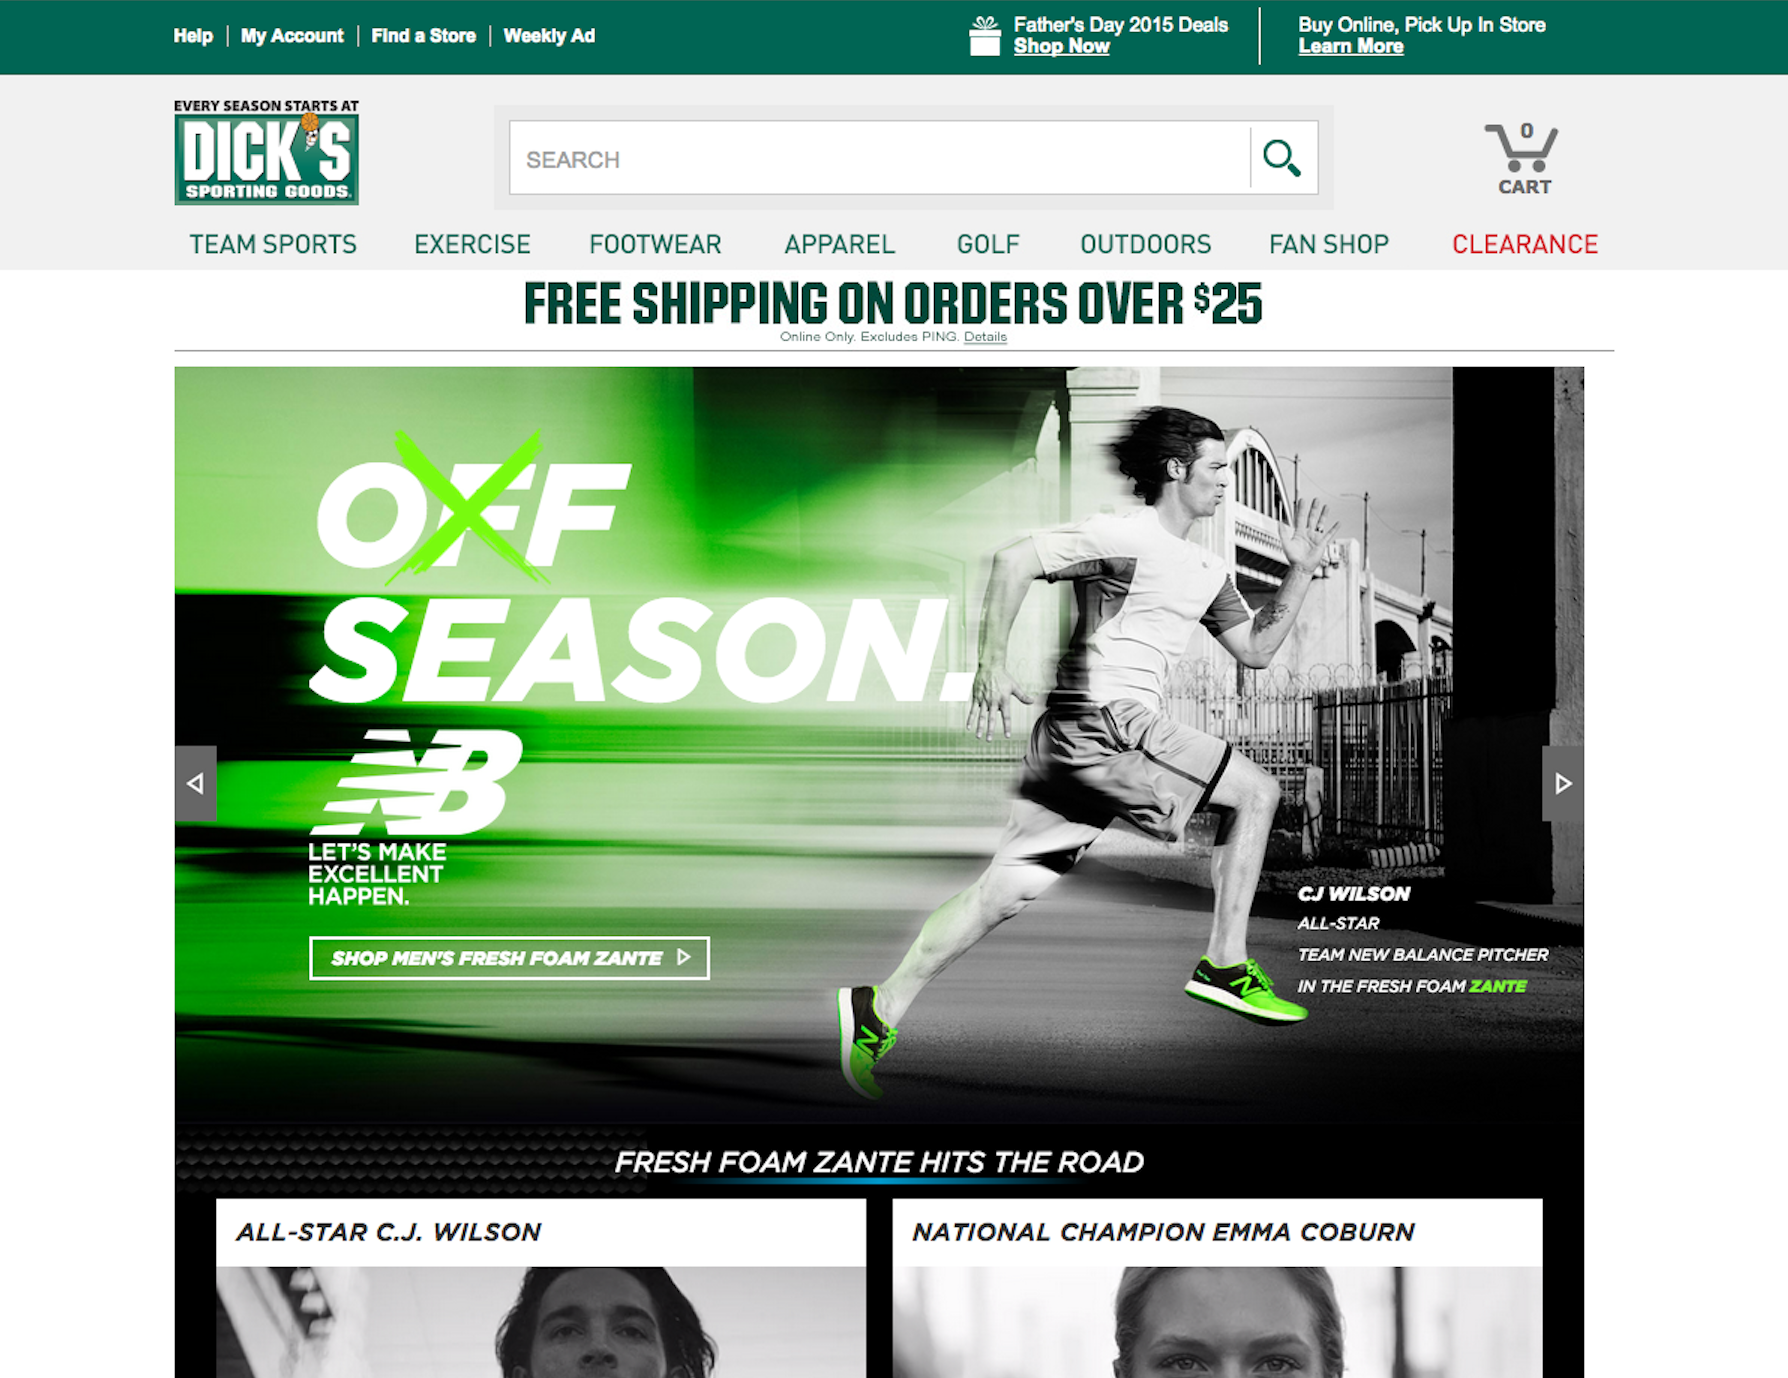 Help | My Account | Find a Store | Weekly Ad
Father's Day 2015 Deals
Shop Now
Buy Online, Pick Up In Store
Learn More
EVERY SEASON STARTS AT
DICK'S
SPORTING GOODS.
SEARCH
0
CART
TEAM SPORTS EXERCISE FOOTWEAR APPAREL GOLF OUTDOORS FAN SHOP CLEARANCE
FREE SHIPPING ON ORDERS OVER $25
Online Only. Excludes PING. Details
OFF
SEASON.
NB
LET'S MAKE
EXCELLENT
HAPPEN.
SHOP MEN'S FRESH FOAM ZANTE
CJ WILSON
ALL-STAR
TEAM NEW BALANCE PITCHER
IN THE FRESH FOAM ZANTE
N
N
FRESH FOAM ZANTE HITS THE ROAD
ALL-STAR C.J. WILSON
NATIONAL CHAMPION EMMA COBURN